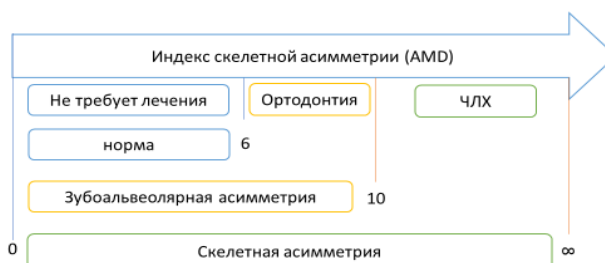 Индекс скелетной асимметрии (AMD)
Не требует лечения
Ортодонтия
ЧЛХ
норма
6
Зубоальвеолярная асимметрия
10
0
Скелетная асимметрия
∞